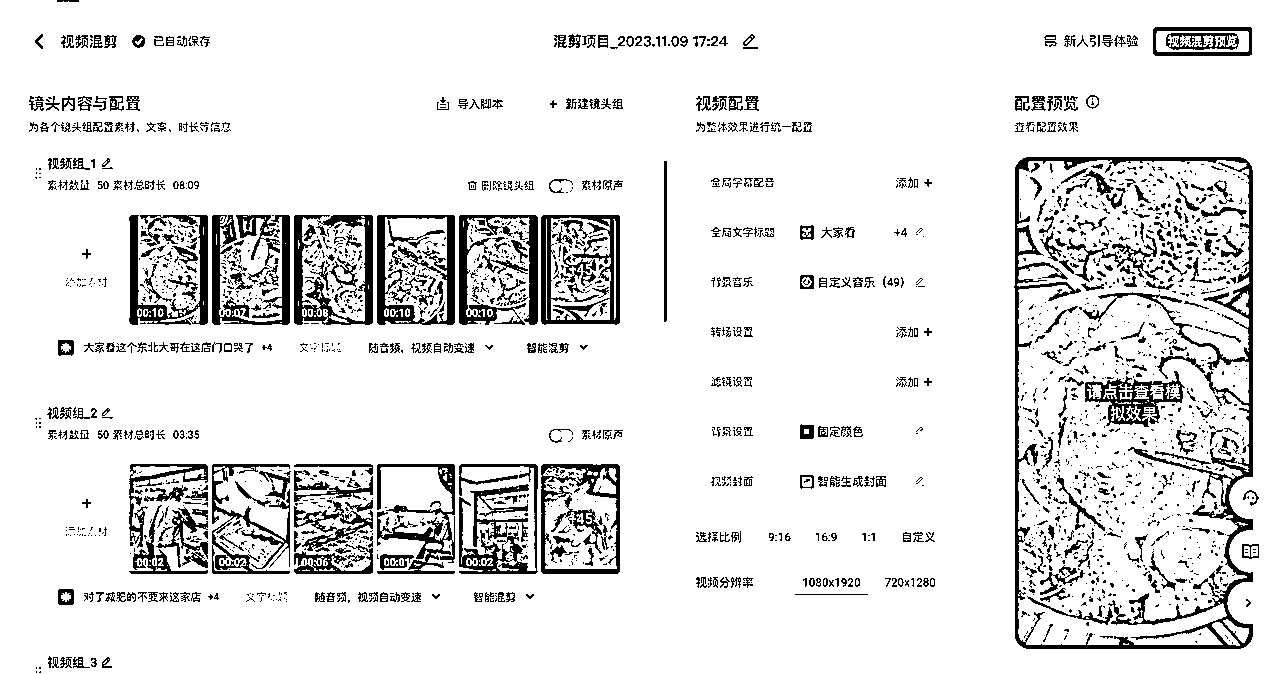 视频混剪 已自动保存
混剪项目_2023.11.09 17:24
新人引导体验 视频混剪预览
镜头内容与配置
导入脚本 + 新建镜头组
为各个镜头组配置素材、文案、时长等信息
视频组_1
素材数量 50 素材总时长 08:09
删除镜头组 素材原声
+
添加素材
00:10 00:07 00:08 00:10 00:10
大家看这个东北大哥在这店门口哭了 +4 文字标题 随音频，视频自动变速 智能混剪
视频组_2
素材数量 50 素材总时长 03:35
素材原声
+
添加素材
00:02 00:02 00:06 00:01 00:02
对了减肥的不要来这家店 +4 文字标题 随音频，视频自动变速 智能混剪
视频组_3
视频配置
为整体效果进行统一配置
全局字幕配音 添加 +
全局文字标题 大家看 +4
背景音乐 自定义音乐（49）
转场设置 添加 +
滤镜设置 添加 +
背景设置 固定颜色
视频封面 智能生成封面
选择比例 9:16 16:9 1:1 自定义
视频分辨率 1080x1920 720x1280
配置预览
查看配置效果
请点击查看模
拟效果